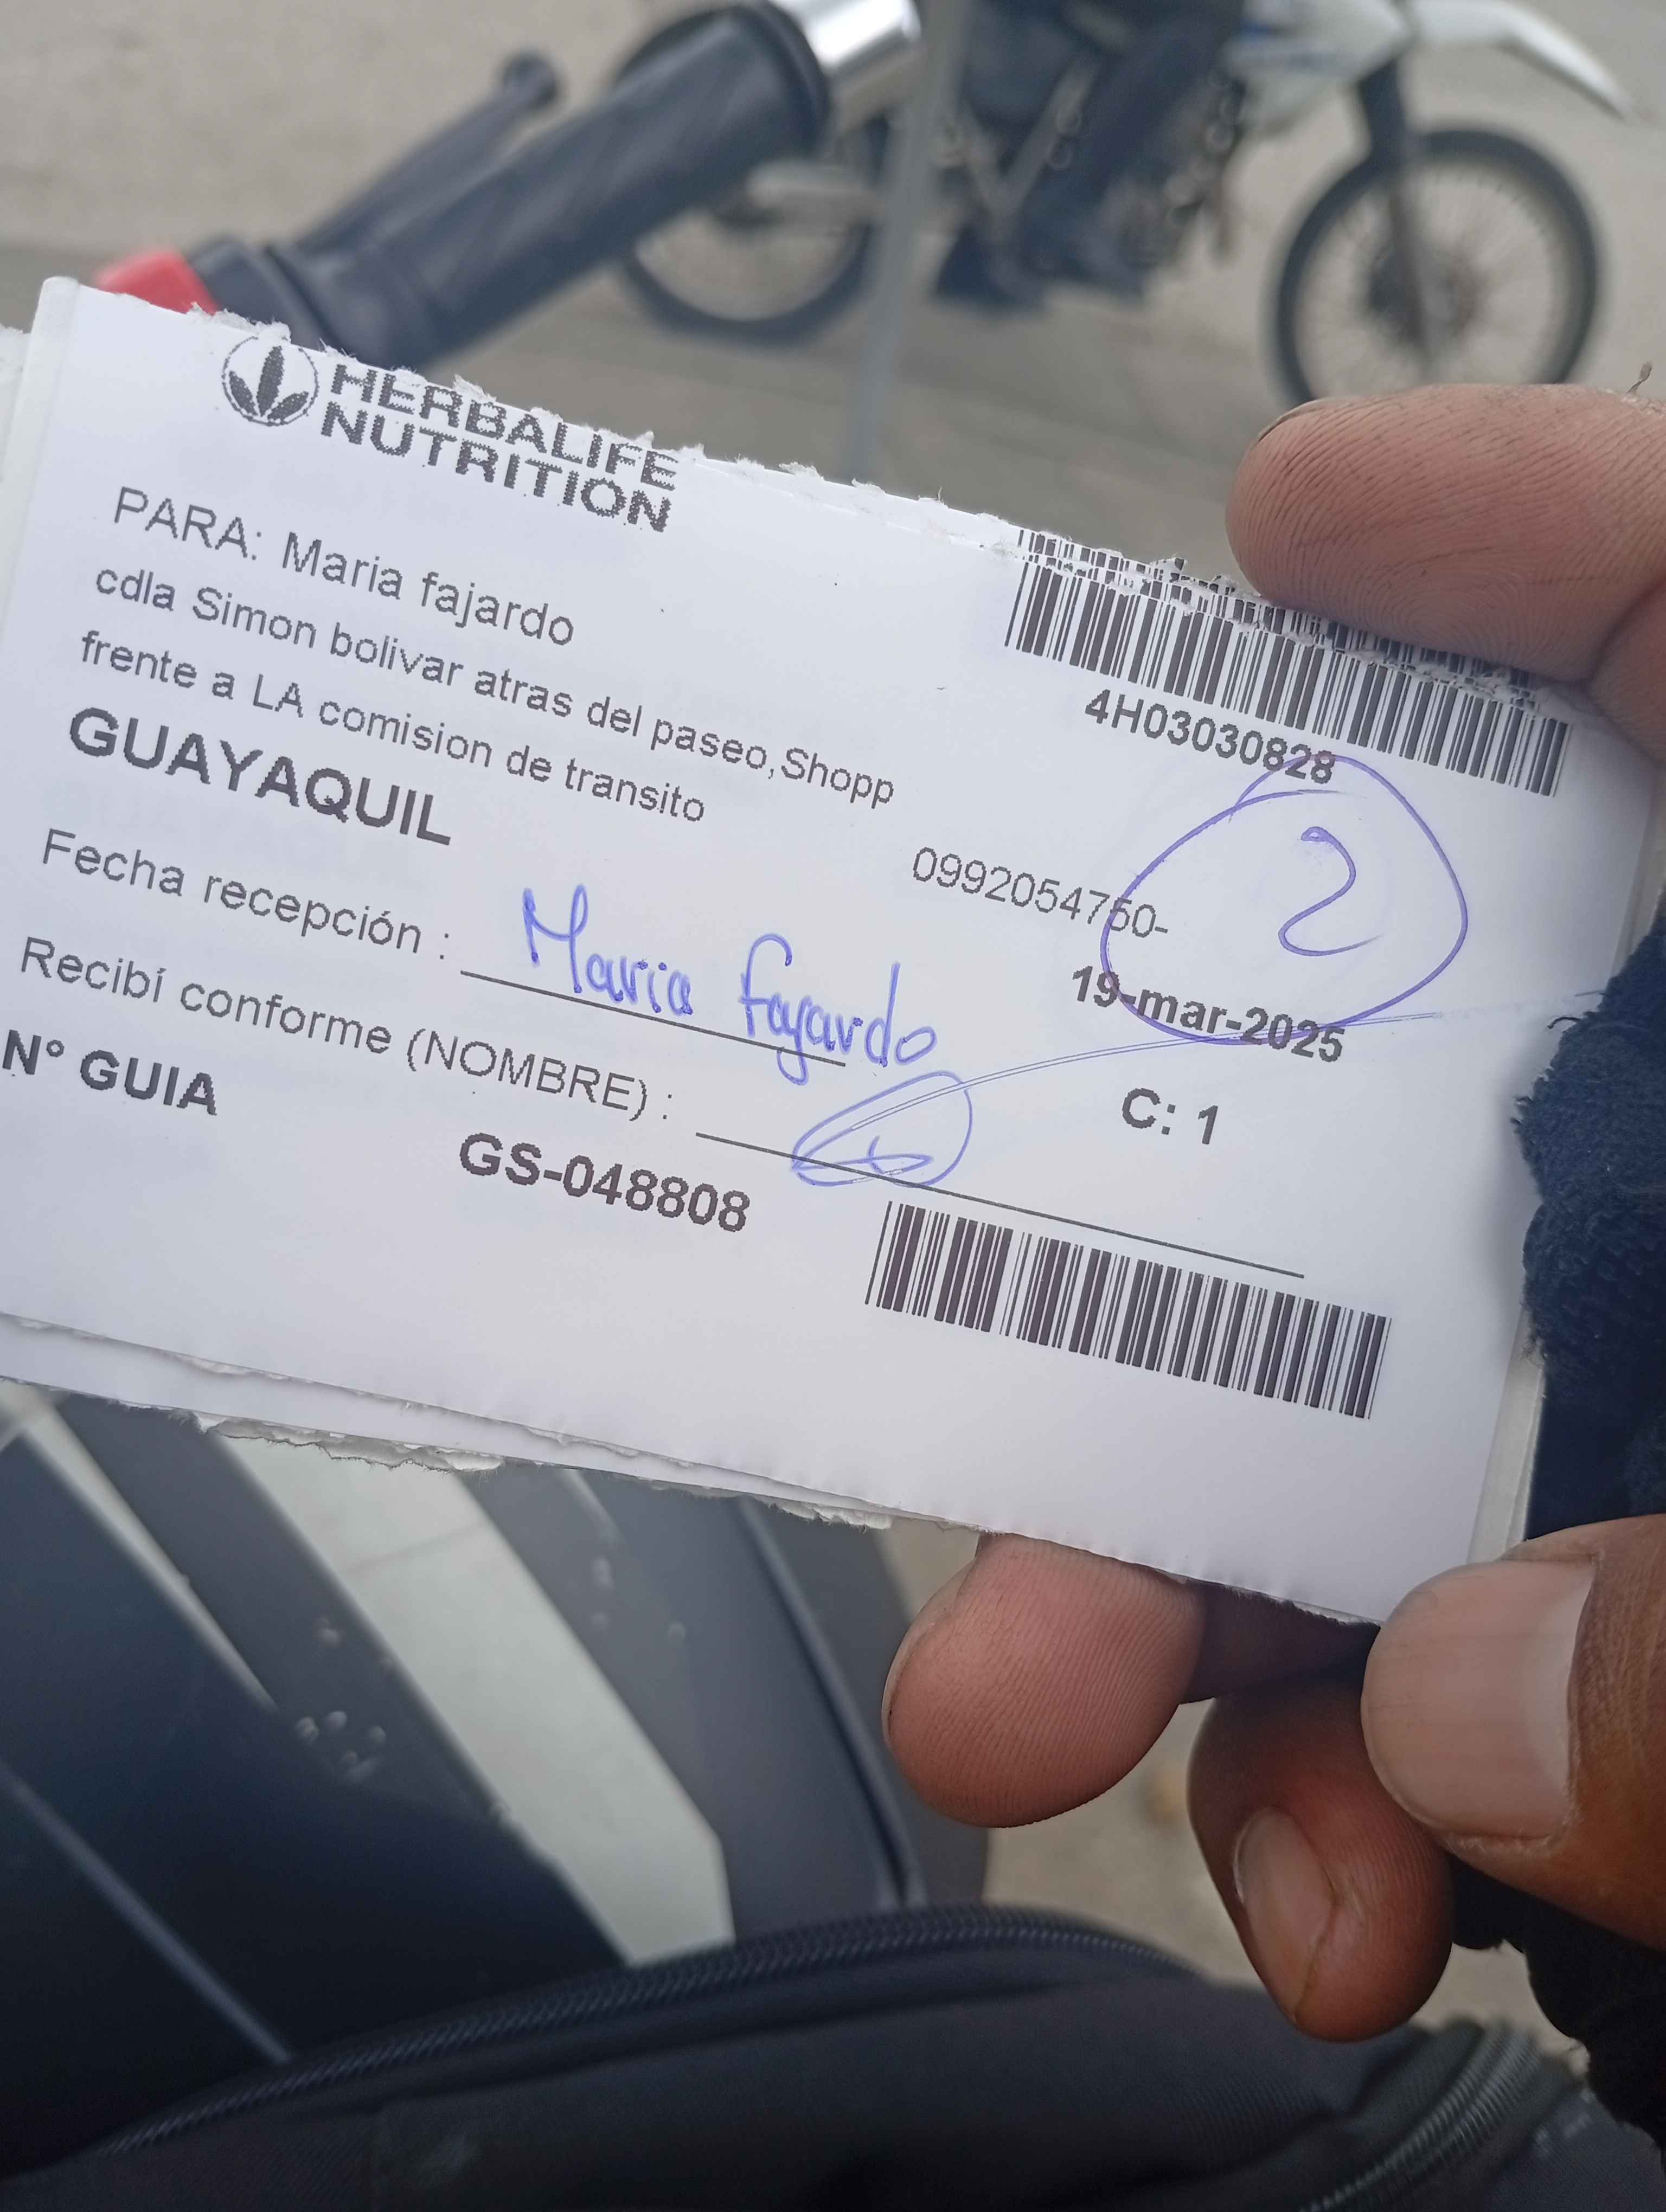 HERBALIFE
NUTRITION
PARA: Maria fajardo
cdla Simon bolivar atras del paseo,Shopp
frente a LA comision de transito
GUAYAQUIL
4H03030828
2
0992054750-
19-mar-2025
Fecha recepción : Maria fajardo
Recibí conforme (NOMBRE) :
C: 1
N° GUIA GS-048808